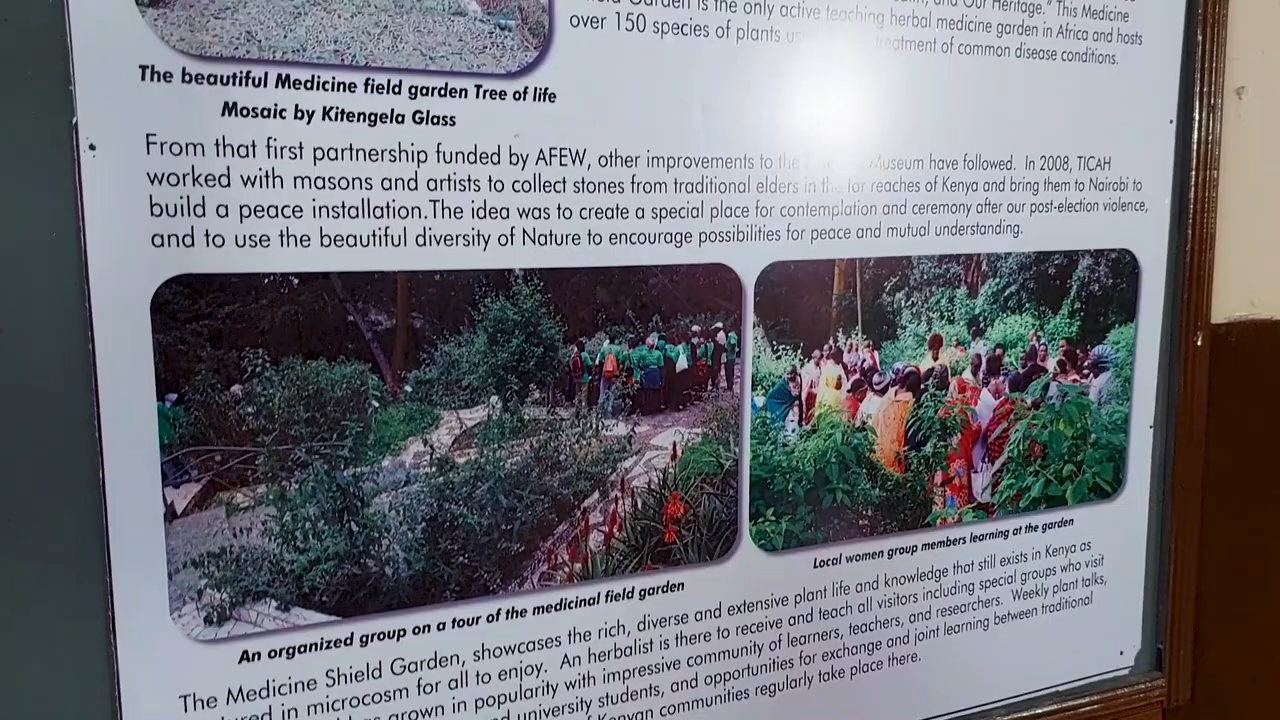 and Our Heritage." This Medicine
Garden is the only active teaching herbal medicine garden in Africa and hosts
over 150 species of plants treatment of common disease conditions.
The beautiful Medicine field garden Tree of life
Mosaic by Kitengela Glass
From that first partnership funded by AFEW, other improvements to the Museum have followed. In 2008, TICAH
worked with masons and artists to collect stones from traditional elders in the far reaches of Kenya and bring them to Nairobi to
build a peace installation.The idea was to create a special place for contemplation and ceremony after our post-election violence,
and to use the beautiful diversity of Nature to encourage possibilities for peace and mutual understanding.
An organized group on a tour of the medicinal field garden
Local women group members learning at the garden
The Medicine Shield Garden, showcases the rich, diverse and extensive plant life and knowledge that still exists in Kenya as
in microcosm for all to enjoy. An herbalist is there to receive and teach all visitors including special groups who visit
grown in popularity with impressive community of learners, teachers, and researchers. Weekly plant talks,
university students, and opportunities for exchange and joint learning between traditional
Kenyan communities regularly take place there.